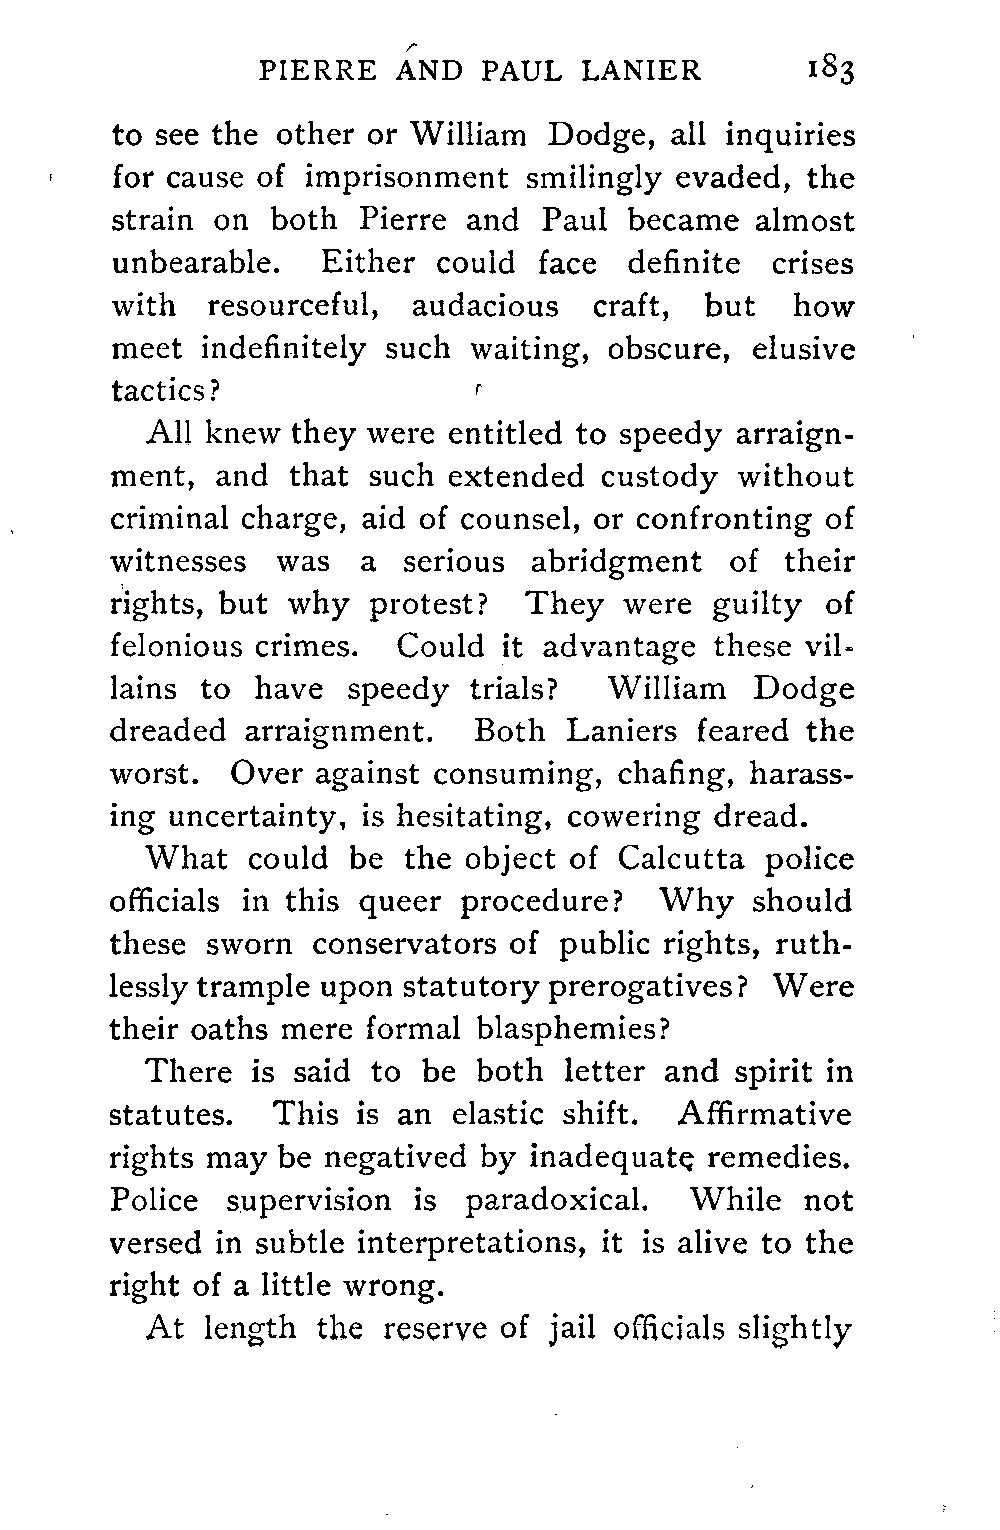 PIERRE AND PAUL LANIER 183
to see the other or William Dodge, all inquiries
for cause of imprisonment smilingly evaded, the
strain on both Pierre and Paul became almost
unbearable. Either could face definite crises
with resourceful, audacious craft, but how
meet indefinitely such waiting, obscure, elusive
tactics?
All knew they were entitled to speedy arraign-
ment, and that such extended custody without
criminal charge, aid of counsel, or confronting of
witnesses was a serious abridgment of their
rights, but why protest? They were guilty of
felonious crimes. Could it advantage these vil-
lains to have speedy trials? William Dodge
dreaded arraignment. Both Laniers feared the
worst. Over against consuming, chafing, harass-
ing uncertainty, is hesitating, cowering dread.
What could be the object of Calcutta police
officials in this queer procedure? Why should
these sworn conservators of public rights, ruth-
lessly trample upon statutory prerogatives? Were
their oaths mere formal blasphemies?
There is said to be both letter and spirit in
statutes. This is an elastic shift. Affirmative
rights may be negatived by inadequate remedies.
Police supervision is paradoxical. While not
versed in subtle interpretations, it is alive to the
right of a little wrong.
At length the reserve of jail officials slightly